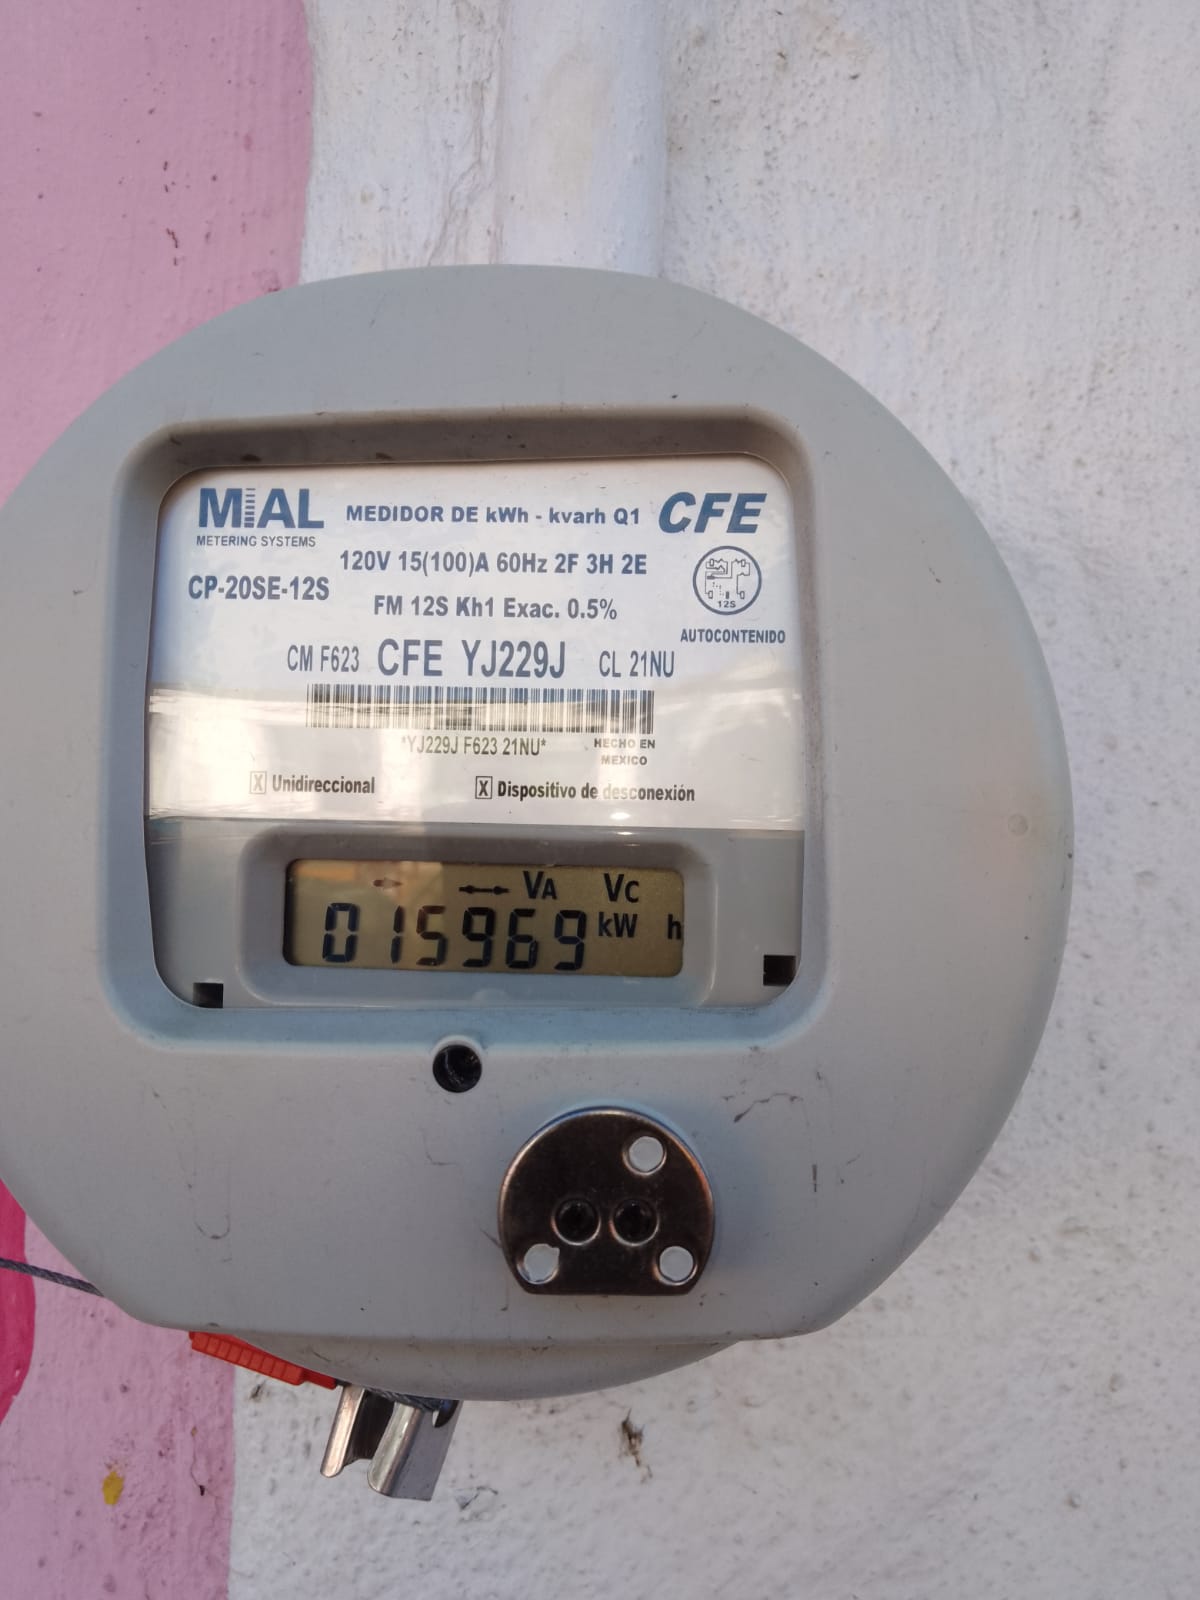 MIAL
METERING SYSTEMS
MEDIDOR DE kWh - kvarh Q1
CFE
120V 15(100)A 60Hz 2F 3H 2E
CP-20SE-12S
FM 12S Kh1 Exac. 0.5%
12S
AUTOCONTENIDO
CM F623 CFE YJ229J CL 21NU
*YJ229J F623 21NU*
HECHO EN
MEXICO
X Unidireccional
X Dispositivo de desconexión
VA VC
015969 kW h